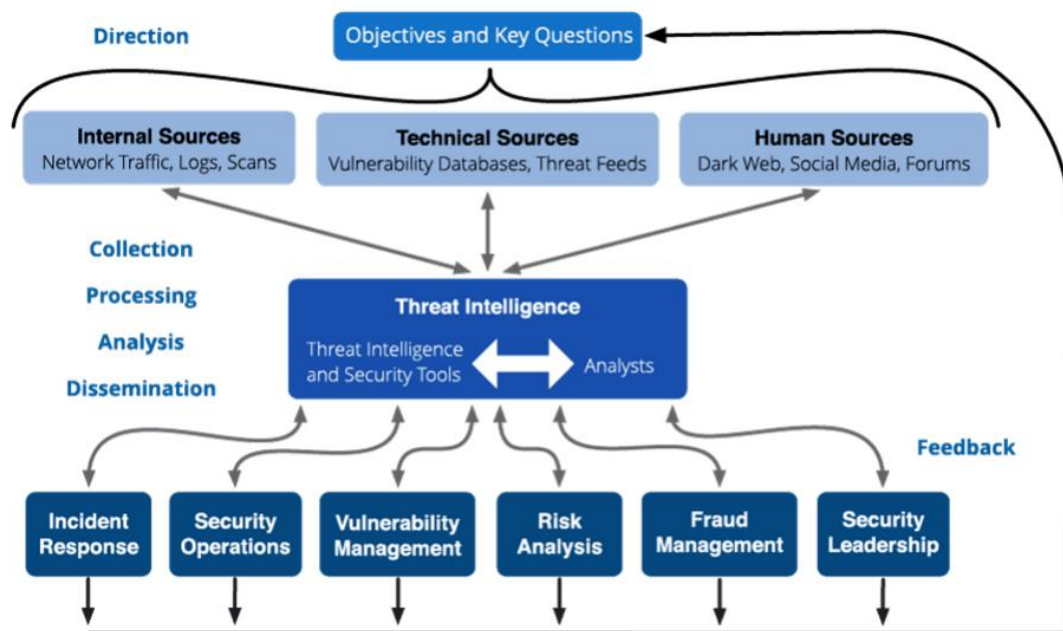 Direction
Objectives and Key Questions
Internal Sources
Network Traffic, Logs, Scans
Technical Sources
Vulnerability Databases, Threat Feeds
Human Sources
Dark Web, Social Media, Forums
Collection
Processing
Analysis
Dissemination
Threat Intelligence
Threat Intelligence
and Security Tools
Analysts
Feedback
Incident
Response
Security
Operations
Vulnerability
Management
Risk
Analysis
Fraud
Management
Security
Leadership